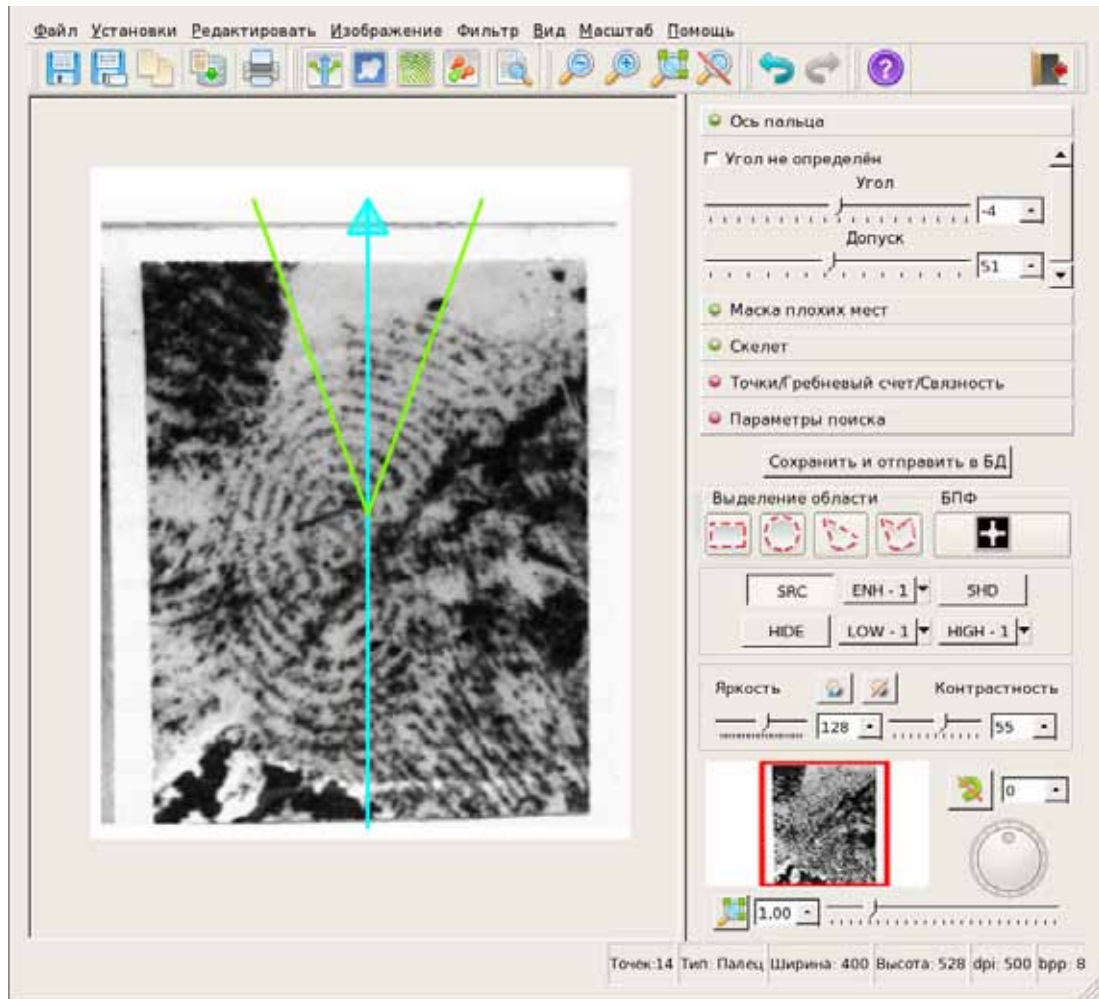 Файл Установки Редактировать Изображение Фильтр Вид Масштаб Помощь
Ось пальца
Угол не определён
Угол
-4
Допуск
51
Маска плохих мест
Скелет
Точки/Гребневый счет/Связность
Параметры поиска
Сохранить и отправить в БД
Выделение области БПФ
SRC ENH - 1 SHD
HIDE LOW - 1 HIGH - 1
Яркость Контрастность
128 55
0
1.00
Точек:14 Тип: Палец Ширина: 400 Высота: 528 dpi: 500 bpp: 8